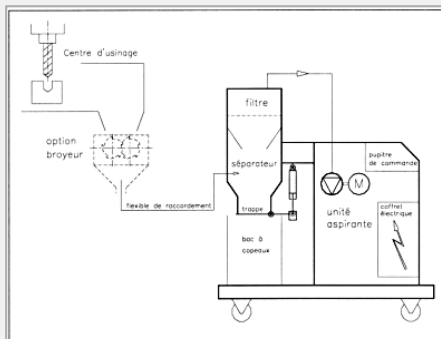 Centre d'usinage
option
broyeur
flexible de raccordement
filtre
séparateur
trappe
bac à
copeaux
pupitre
de commande
M
unité
aspirante
coffret
électrique